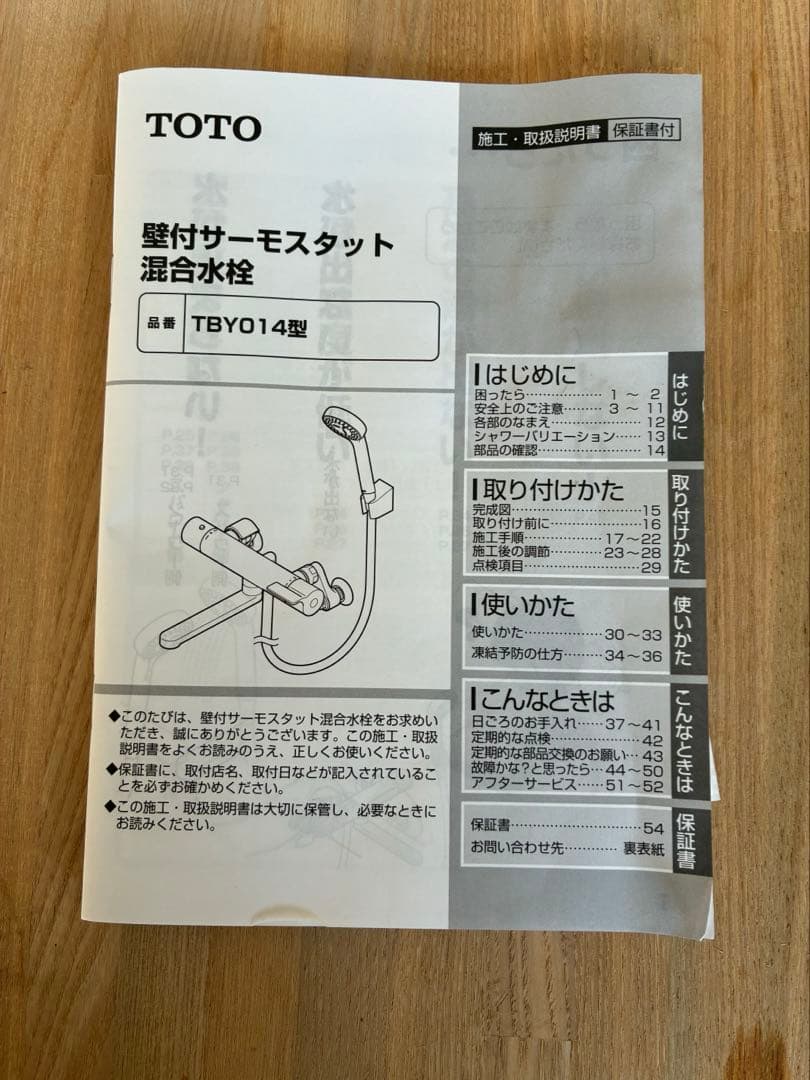 TOTO
施工・取扱説明書 保証書付
壁付サーモスタット
混合水栓
品番 TBY014型
はじめに
困ったら……………… 1 ～ 2
安全上のご注意……… 3 ～ 11
各部のなまえ………………… 12
シャワーバリエーション…… 13
部品の確認…………………… 14
はじめに
取り付けかた
完成図………………………… 15
取り付け前に………………… 16
施工手順……………… 17～22
施工後の調節………… 23～28
点検項目……………………… 29
取り付けかた
使いかた
使いかた……………… 30～33
凍結予防の仕方……… 34～36
使いかた
こんなときは
日ごろのお手入れ…… 37～41
定期的な点検………………… 42
定期的な部品交換のお願い… 43
故障かな？と思ったら… 44～50
アフターサービス…… 51～52
こんなときは
保証書………………………… 54
お問い合わせ先………… 裏表紙
保証書
◆このたびは、壁付サーモスタット混合水栓をお求めい
ただき、誠にありがとうございます。この施工・取扱
説明書をよくお読みのうえ、正しくお使いください。
◆保証書に、取付店名、取付日などが記入されているこ
とを必ずお確かめください。
◆この施工・取扱説明書は大切に保管し、必要なときに
お読みください。